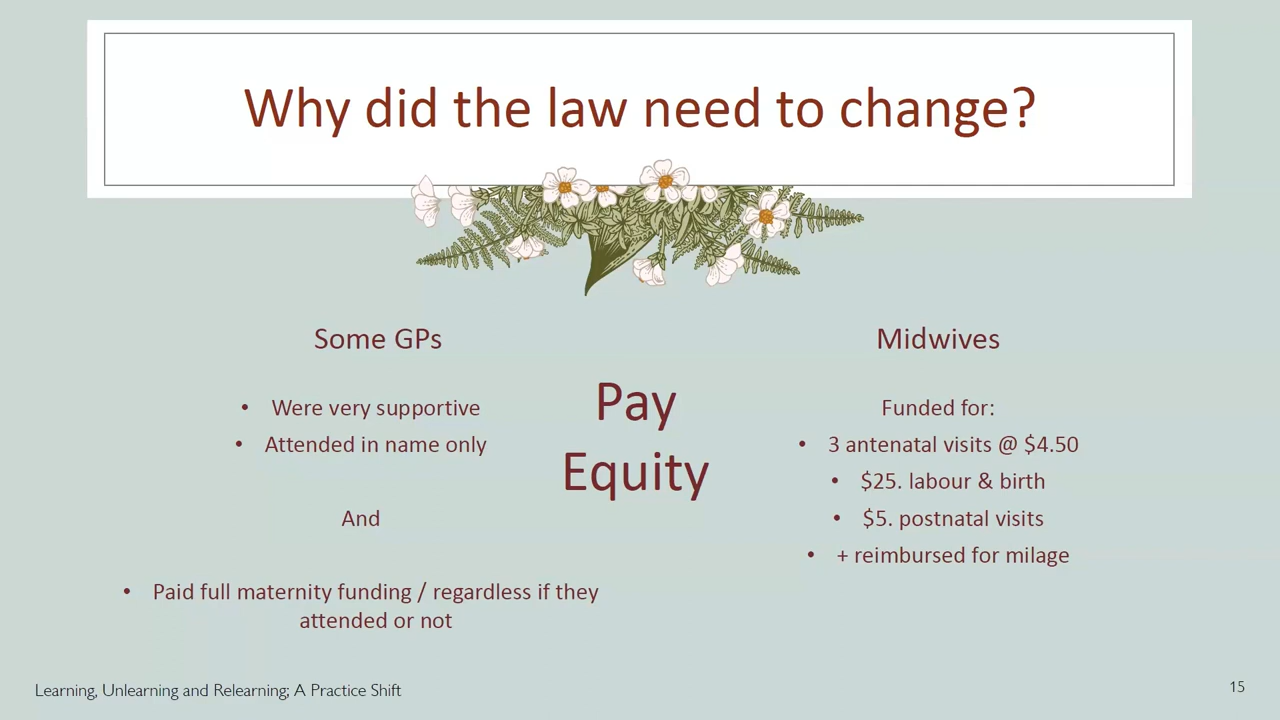 Why did the law need to change?
Some GPs
• Were very supportive
• Attended in name only
And
• Paid full maternity funding / regardless if they
attended or not
Pay
Equity
Midwives
Funded for:
• 3 antenatal visits @ $4.50
• $25. labour & birth
• $5. postnatal visits
• + reimbursed for milage
Learning, Unlearning and Relearning; A Practice Shift
15